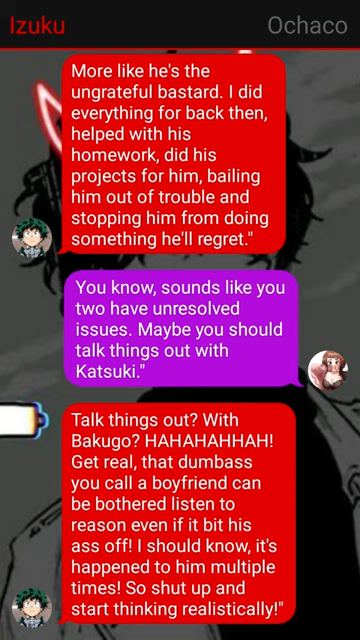 Izuku
Ochaco
More like he's the
ungrateful bastard. I did
everything for back then,
helped with his
homework, did his
projects for him, bailing
him out of trouble and
stopping him from doing
something he'll regret."
You know, sounds like you
two have unresolved
issues. Maybe you should
talk things out with
Katsuki."
Talk things out? With
Bakugo? HAHAHAHHAH!
Get real, that dumbass
you call a boyfriend can
be bothered listen to
reason even if it bit his
ass off! I should know, it's
happened to him multiple
times! So shut up and
start thinking realistically!"